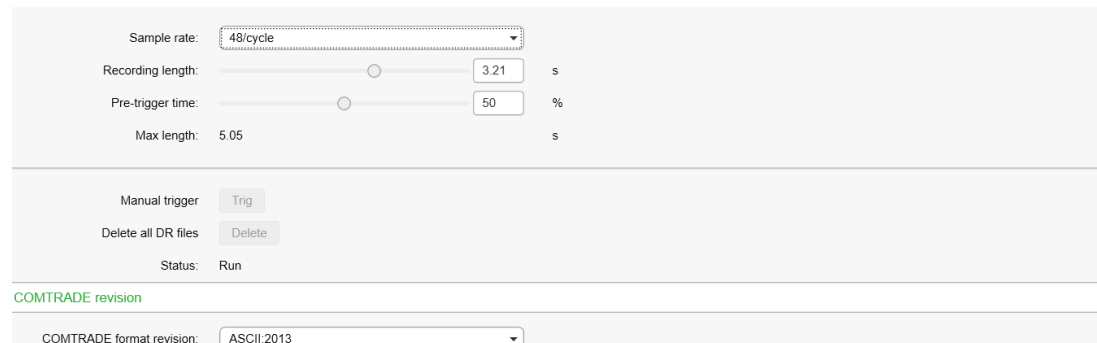 Sample rate: 48/cycle
Recording length: 3.21 s
Pre-trigger time: 50 %
Max length: 5.05 s
Manual trigger Trig
Delete all DR files Delete
Status: Run
COMTRADE revision
COMTRADE format revision: ASCII:2013